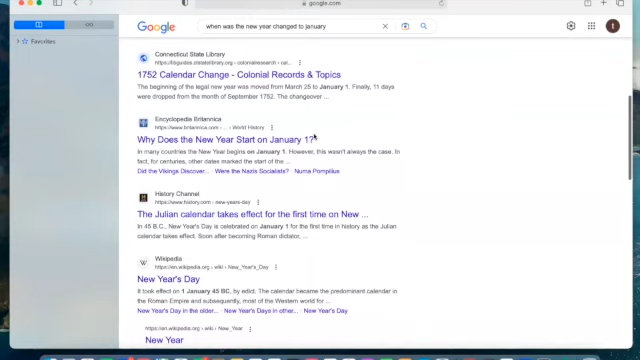 google.com
Google
when was the new year changed to january
t
Favorites
Connecticut State Library
1752 Calendar Change - Colonial Records & Topics
The beginning of the legal new year was moved from March 25 to January 1. Finally, 11 days
were dropped from the month of September 1752. The changeover ...
Encyclopedia Britannica
https://www.britannica.com › ... › World History
Why Does the New Year Start on January 1?
In many countries the New Year begins on January 1. However, this wasn't always the case. In
fact, for centuries, other dates marked the start of the ...
Did the Vikings Discover... · Were the Nazis Socialists? · Numa Pompilius
History Channel
https://www.history.com › new-years-day
The Julian calendar takes effect for the first time on New ...
In 45 B.C., New Year's Day is celebrated on January 1 for the first time in history as the Julian
calendar takes effect. Soon after becoming Roman dictator, ...
W
Wikipedia
https://en.wikipedia.org › wiki › New_Year's_Day
New Year's Day
It took effect on 1 January 45 BC, by edict. The calendar became the predominant calendar in
the Roman Empire and subsequently, most of the Western world for ...
New Year's Day in the older... · New Year's Days in other... · New Year's Day
https://en.wikipedia.org › wiki › New_Year
New Year